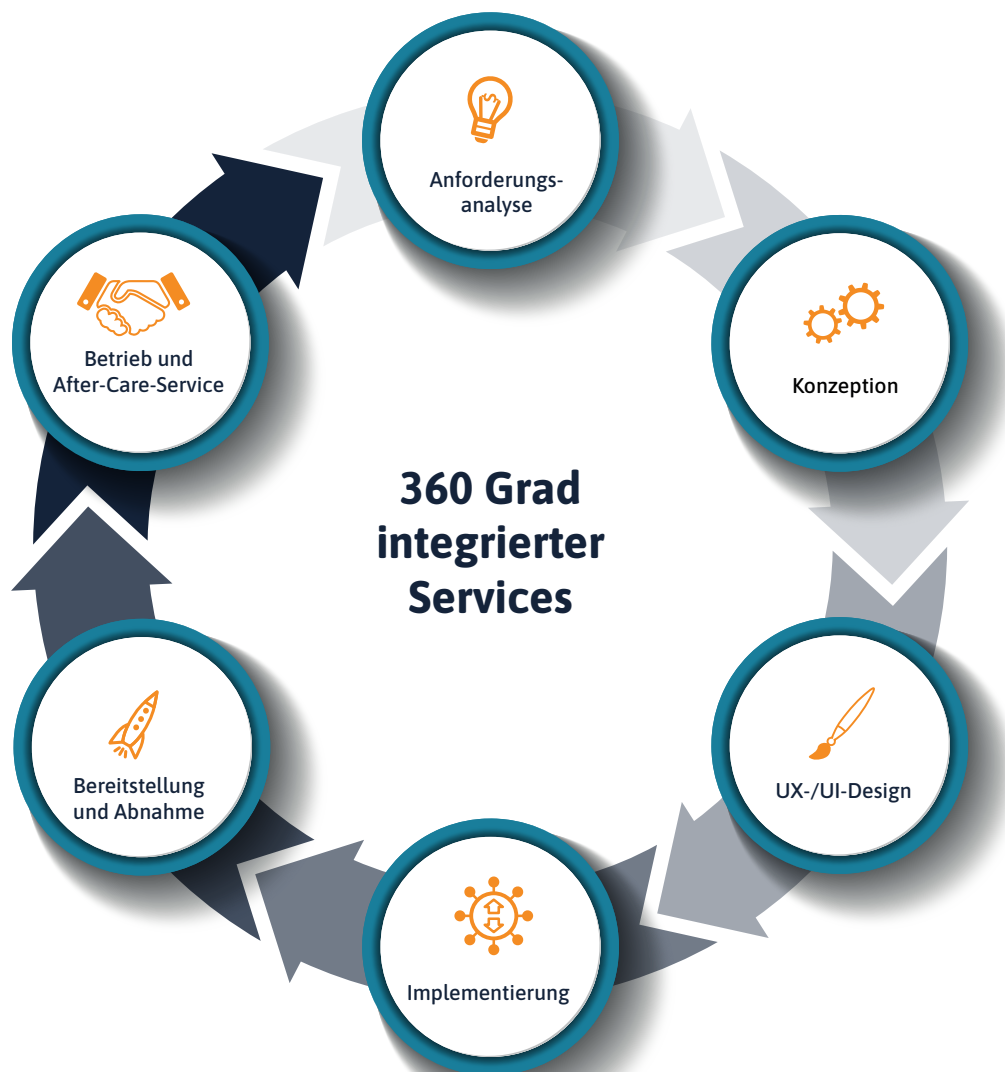 Anforderungs-
analyse
Konzeption
UX-/UI-Design
Implementierung
Bereitstellung
und Abnahme
Betrieb und
After-Care-Service
360 Grad
integrierter
Services